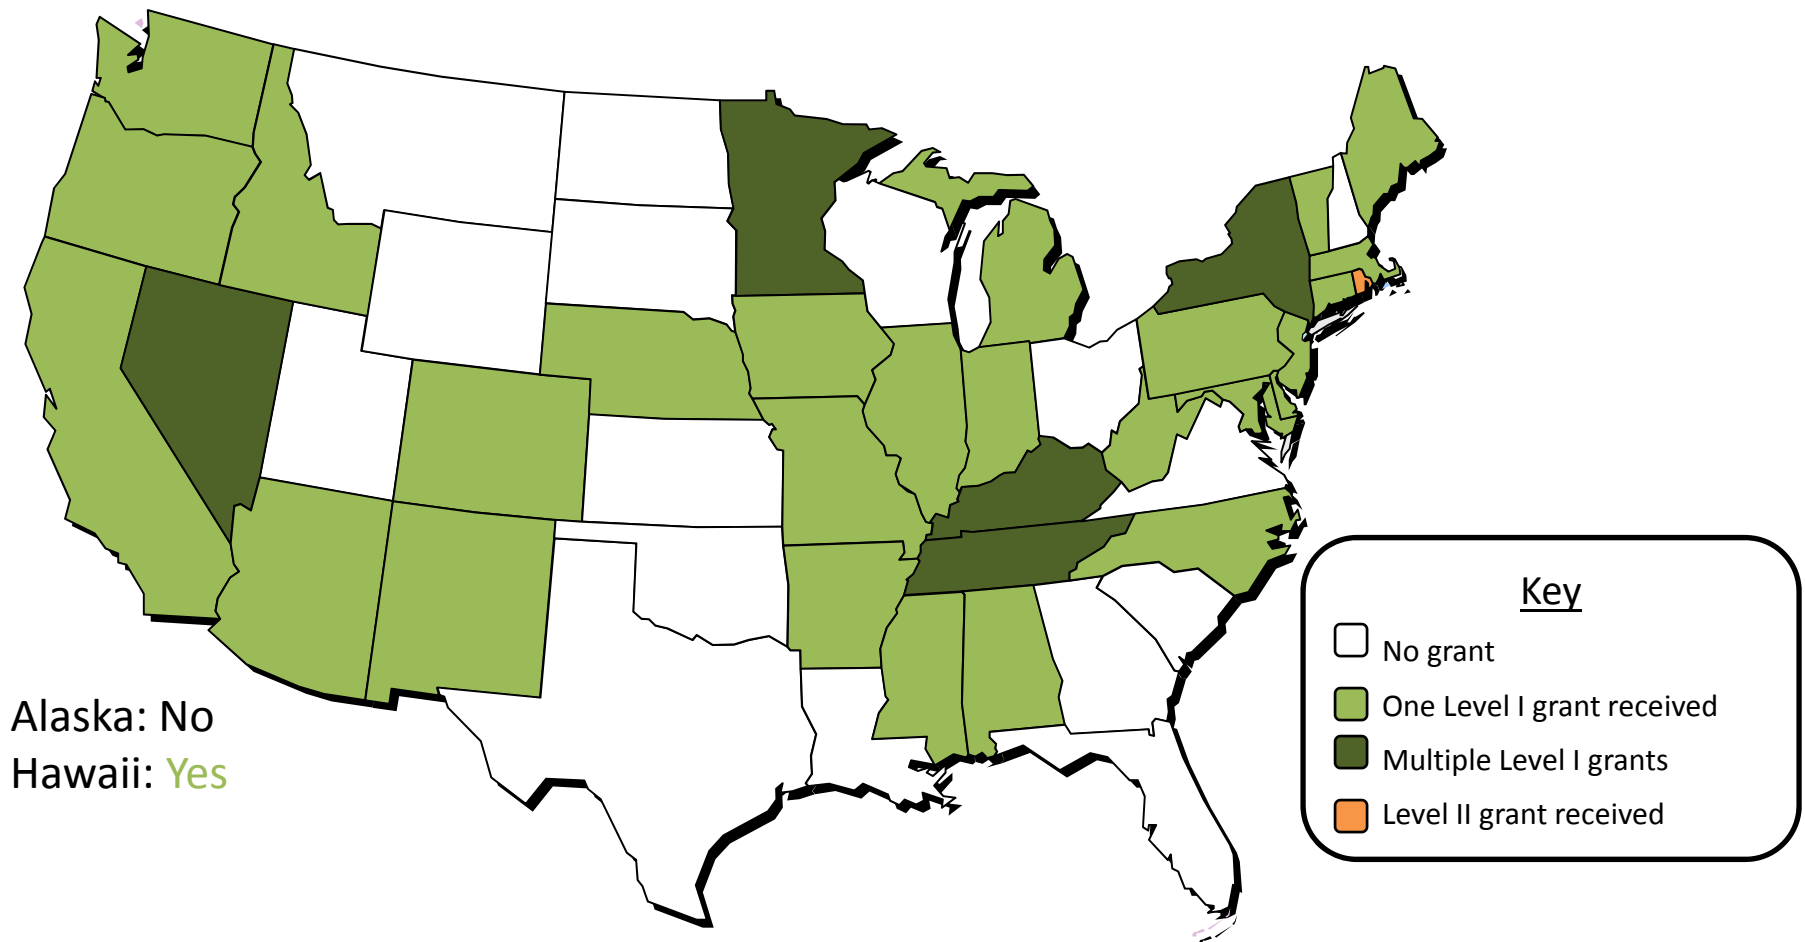 Alaska: No
Hawaii: Yes
Key
No grant
One Level I grant received
Multiple Level I grants
Level II grant received